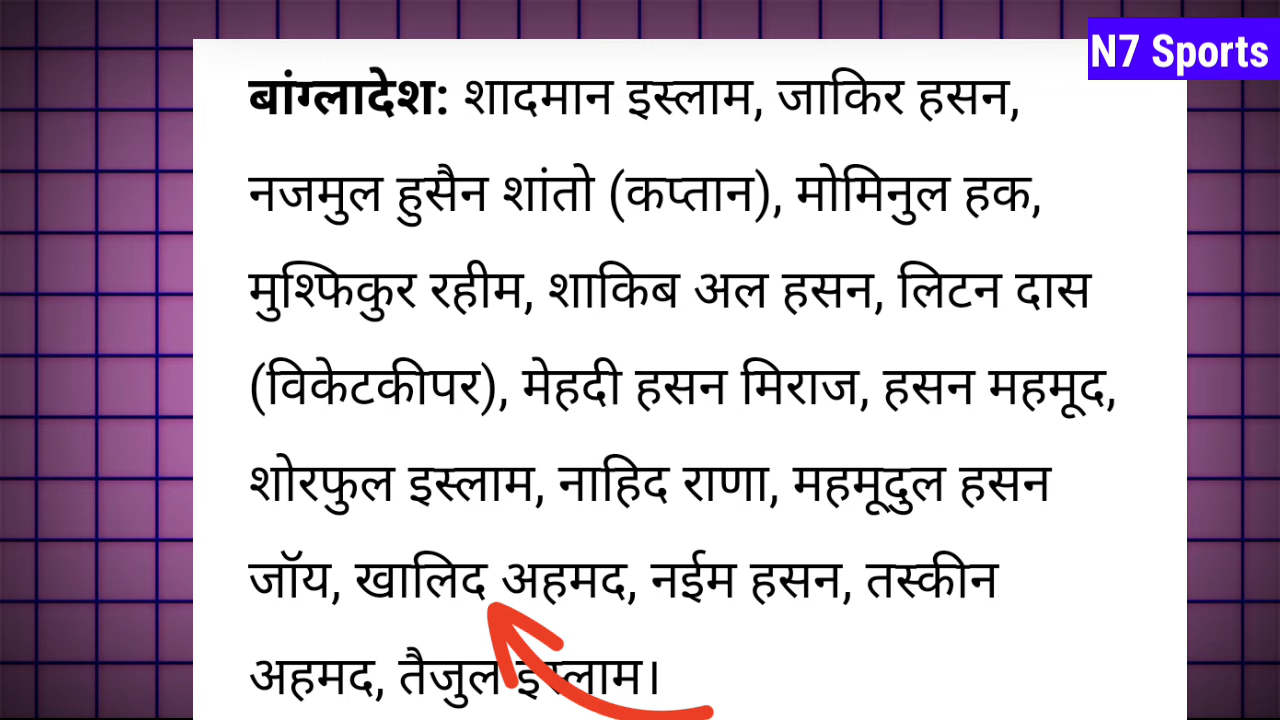 N7 Sports
बांग्लादेश: शादमान इस्लाम, जाकिर हसन,
नजमुल हुसैन शांतो (कप्तान), मोमिनुल हक,
मुश्फिकुर रहीम, शाकिब अल हसन, लिटन दास
(विकेटकीपर), मेहदी हसन मिराज, हसन महमूद,
शोरफुल इस्लाम, नाहिद राणा, महमूदुल हसन
जॉय, खालिद अहमद, नईम हसन, तस्कीन
अहमद, तैजुल इस्लाम।